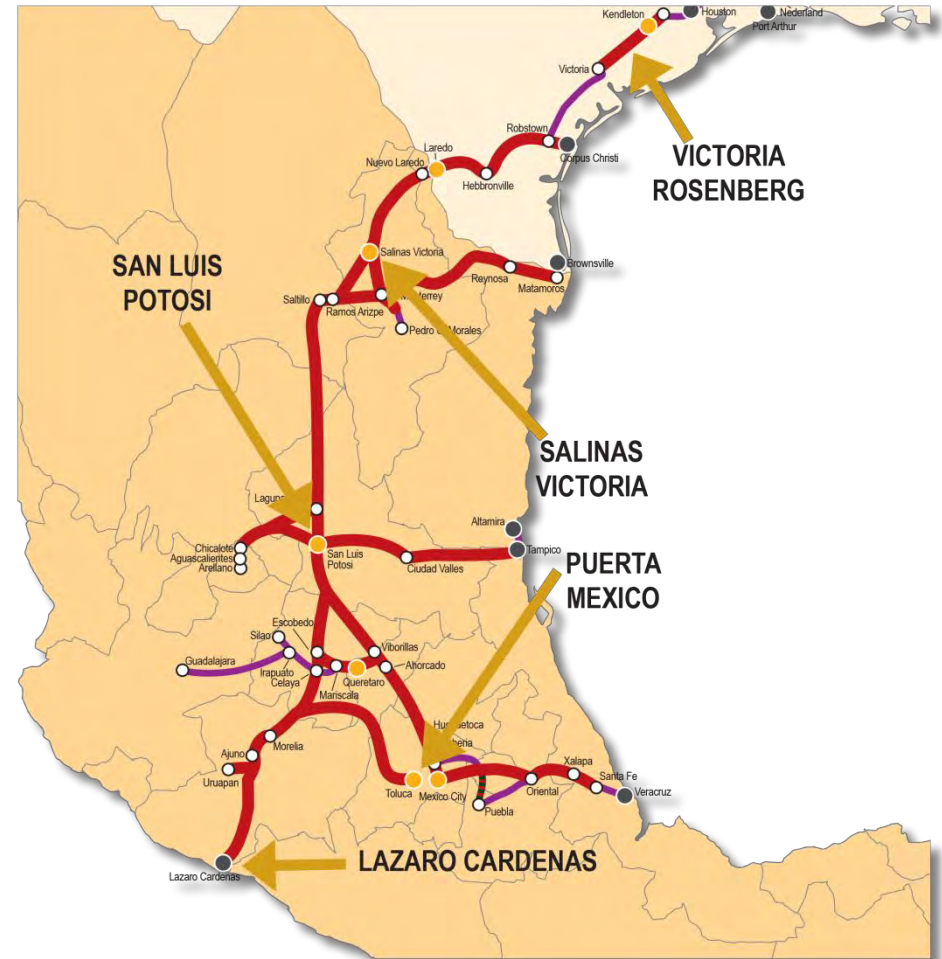 Kendleton
Houston
Nederland
Port Arthur
Victoria
VICTORIA
ROSENBERG
Robstown
Corpus Christi
Laredo
Nuevo Laredo
Hebbronville
SAN LUIS
POTOSI
Salinas Victoria
Brownsville
Reynosa
Matamoros
Saltillo
Ramos Arizpe
SALINAS
VICTORIA
Altamira
Tampico
Chicalote
Aguascalientes
Arellano
San Luis
Potosi
Ciudad Valles
PUERTA
MEXICO
Escobedo
Silao
Viborillas
Guadalajara
Irapuato
Celaya
Ahorcado
Mariscala
Queretaro
Ajuno
Morelia
Uruapan
Xalapa
Santa Fe
Toluca
Mexico City
Oriental
Veracruz
Puebla
LAZARO CARDENAS
Lazaro Cardenas